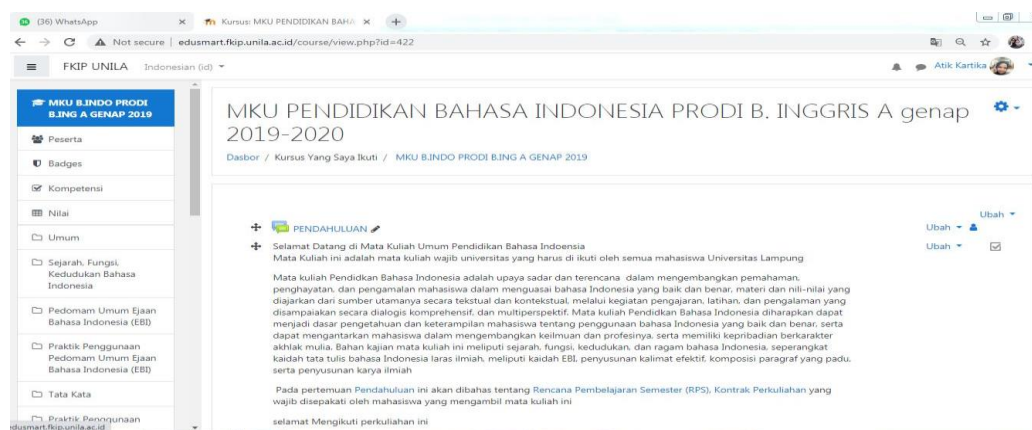 (36) WhatsApp
Kursus: MKU PENDIDIKAN BAHA
Not secure | edusmart.fkip.unila.ac.id/course/view.php?id=422
FKIP UNILA Indonesian (id)
Atik Kartika
MKU B.INDO PRODI
B.ING A GENAP 2019
Peserta
Badges
Kompetensi
Nilai
Umum
Sejarah, Fungsi,
Kedudukan Bahasa
Indonesia
Pedomam Umum Ejaan
Bahasa Indonesia (EBI)
Praktik Penggunaan
Pedomam Umum Ejaan
Bahasa Indonesia (EBI)
Tata Kata
Praktik Penggunaan
dusmart.fkip.unila.ac.id
MKU PENDIDIKAN BAHASA INDONESIA PRODI B. INGGRIS A genap
2019-2020
Dasbor / Kursus Yang Saya Ikuti / MKU B.INDO PRODI B.ING A GENAP 2019
Ubah
PENDAHULUAN
Ubah
Selamat Datang di Mata Kuliah Umum Pendidikan Bahasa Indoensia
Ubah
Mata Kuliah ini adalah mata kuliah wajib universitas yang harus di ikuti oleh semua mahasiswa Universitas Lampung
Mata kuliah Pendidkan Bahasa Indonesia adalah upaya sadar dan terencana dalam mengembangkan pemahaman,
penghayatan, dan pengamalan mahasiswa dalam menguasai bahasa Indonesia yang baik dan benar, materi dan nili-nilai yang
diajarkan dari sumber utamanya secara tekstual dan kontekstual, melalui kegiatan pengajaran, latihan, dan pengalaman yang
disampaiakan secara dialogis komprehensif, dan multiperspektif. Mata kuliah Pendidkan Bahasa Indonesia diharapkan dapat
menjadi dasar pengetahuan dan keterampilan mahasiswa tentang penggunaan bahasa Indonesia yang baik dan benar, serta
dapat mengantarkan mahasiswa dalam mengembangkan keilmuan dan profesinya, serta memiliki kepribadian berkarakter
akhlak mulia. Bahan kajian mata kuliah ini meliputi sejarah, fungsi, kedudukan, dan ragam bahasa Indonesia, seperangkat
kaidah tata tulis bahasa Indonesia laras ilmiah, meliputi kaidah EBI, penyusunan kalimat efektif, komposisi paragraf yang padu,
serta penyusunan karya ilmiah
Pada pertemuan Pendahuluan ini akan dibahas tentang Rencana Pembelajaran Semester (RPS), Kontrak Perkuliahan yang
wajib disepakati oleh mahasiswa yang mengambil mata kuliah ini
selamat Mengikuti perkuliahan ini